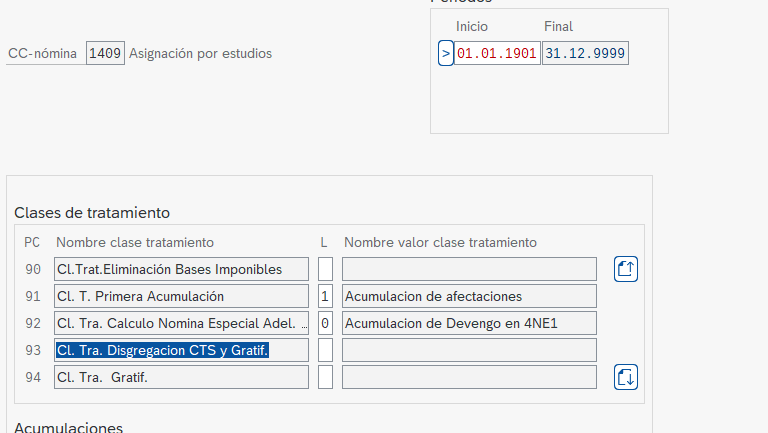 Periodos
Inicio Final
CC-nómina 1409 Asignación por estudios > 01.01.1901 31.12.9999
Clases de tratamiento
PC Nombre clase tratamiento L Nombre valor clase tratamiento
90 Cl.Trat.Eliminación Bases Imponibles
91 Cl. T. Primera Acumulación 1 Acumulacion de afectaciones
92 Cl. Tra. Calculo Nomina Especial Adel. … 0 Acumulacion de Devengo en 4NE1
93 Cl. Tra. Disgregacion CTS y Gratif.
94 Cl. Tra.  Gratif.
Acumulaciones